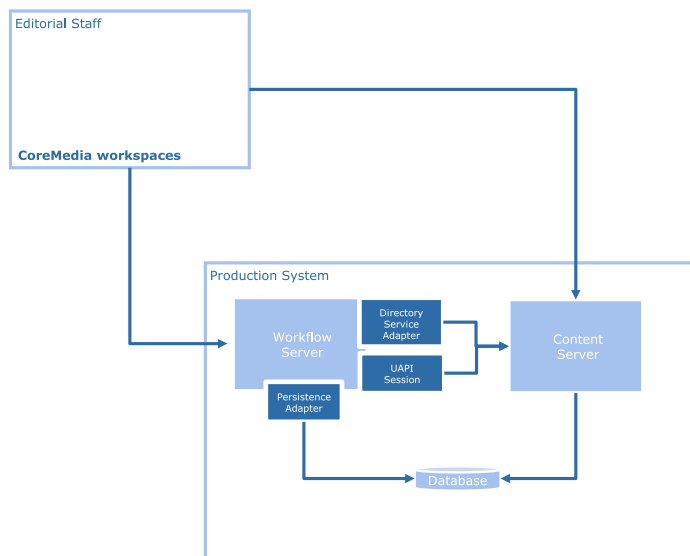 Editorial Staff
CoreMedia workspaces
Production System
Workflow
Server
Directory
Service
Adapter
UAPI
Session
Persistence
Adapter
Content
Server
Database